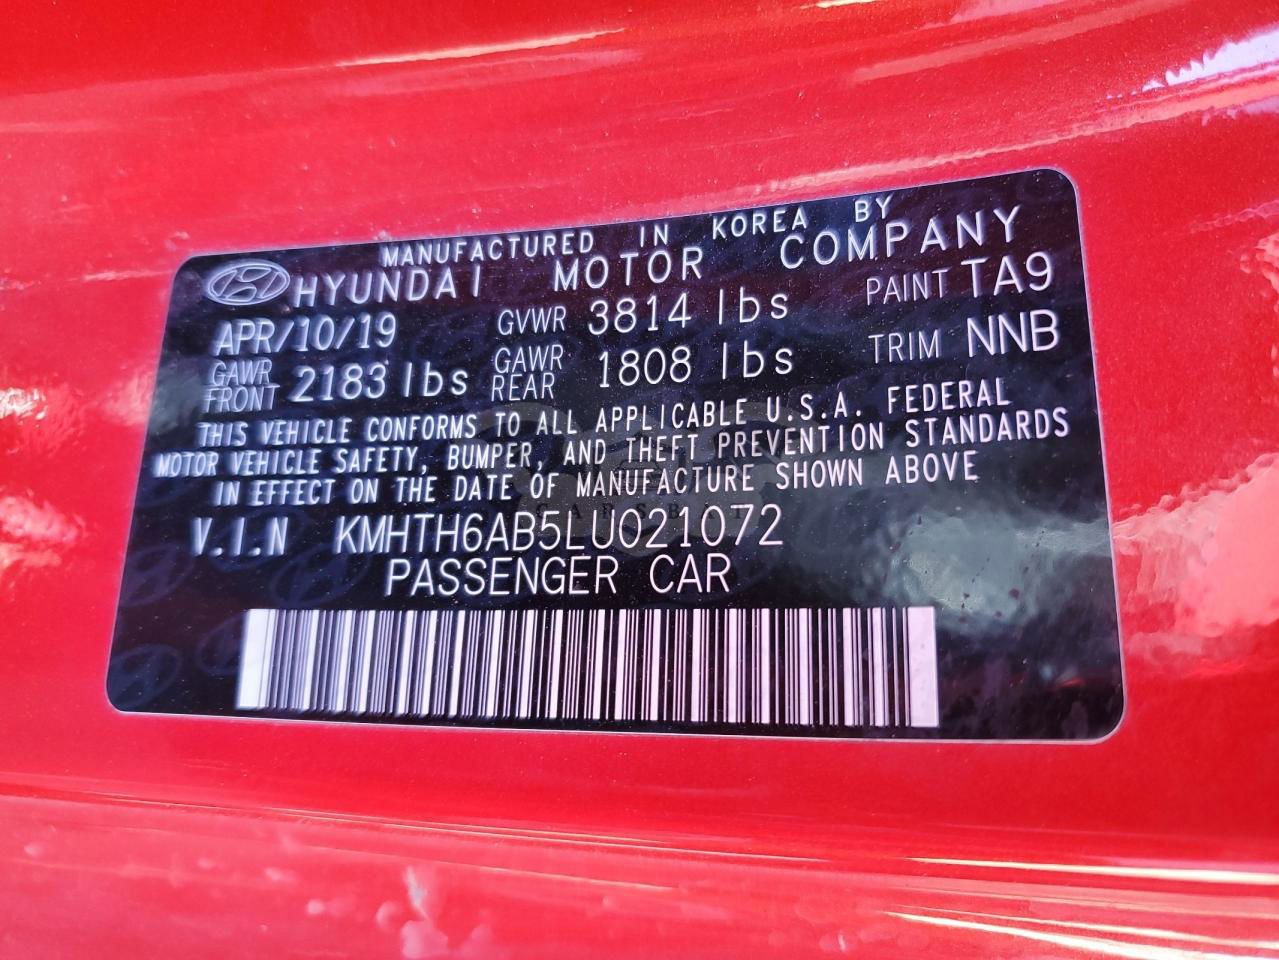 MANUFACTURED IN KOREA BY
HYUNDAI MOTOR COMPANY
APR/10/19 GVWR 3814 lbs PAINT TA9
GAWR FRONT 2183 lbs GAWR REAR 1808 lbs TRIM NNB
THIS VEHICLE CONFORMS TO ALL APPLICABLE U.S.A. FEDERAL
MOTOR VEHICLE SAFETY, BUMPER, AND THEFT PREVENTION STANDARDS
IN EFFECT ON THE DATE OF MANUFACTURE SHOWN ABOVE
V.I.N KMHTH6AB5LU021072
PASSENGER CAR